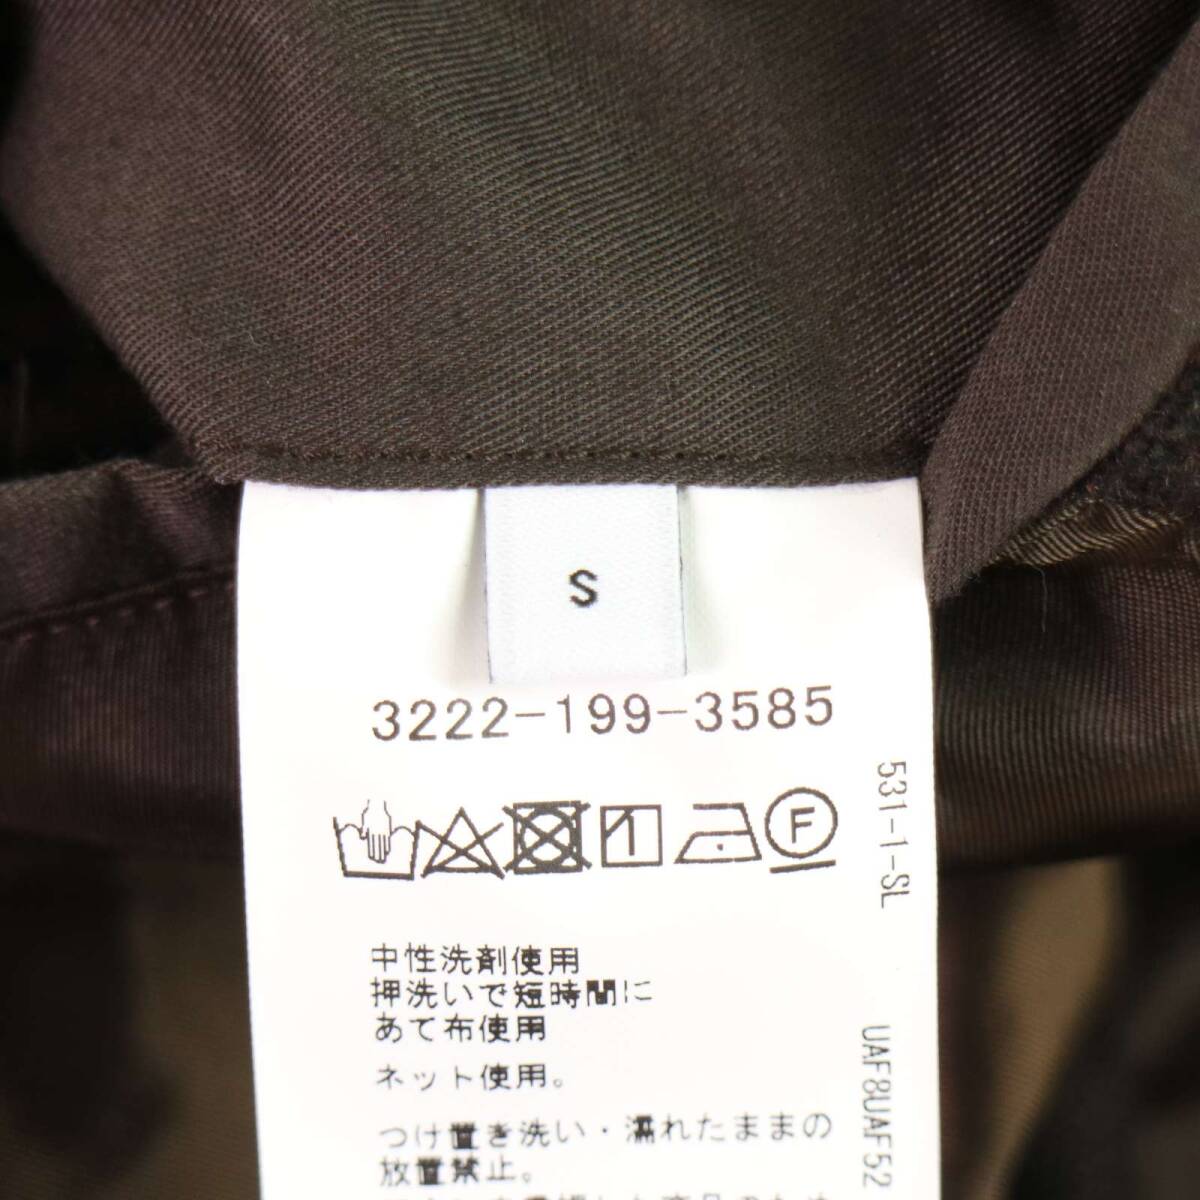 S
3222-199-3585
F
中性洗剤使用
押洗いで短時間に
あて布使用
ネット使用。
つけ置き洗い・濡れたままの
放置禁止。
531-1-SL
UAF8UAF52